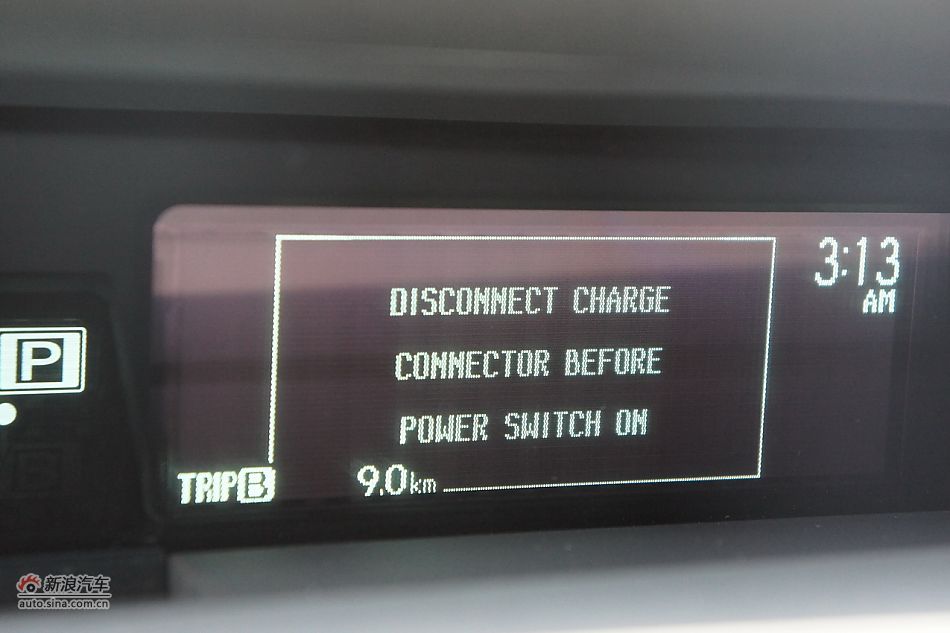 3:13
AM
DISCONNECT CHARGE
CONNECTOR BEFORE
POWER SWITCH ON
P
TRIP B 9.0km
新浪汽车
auto.sina.com.cn